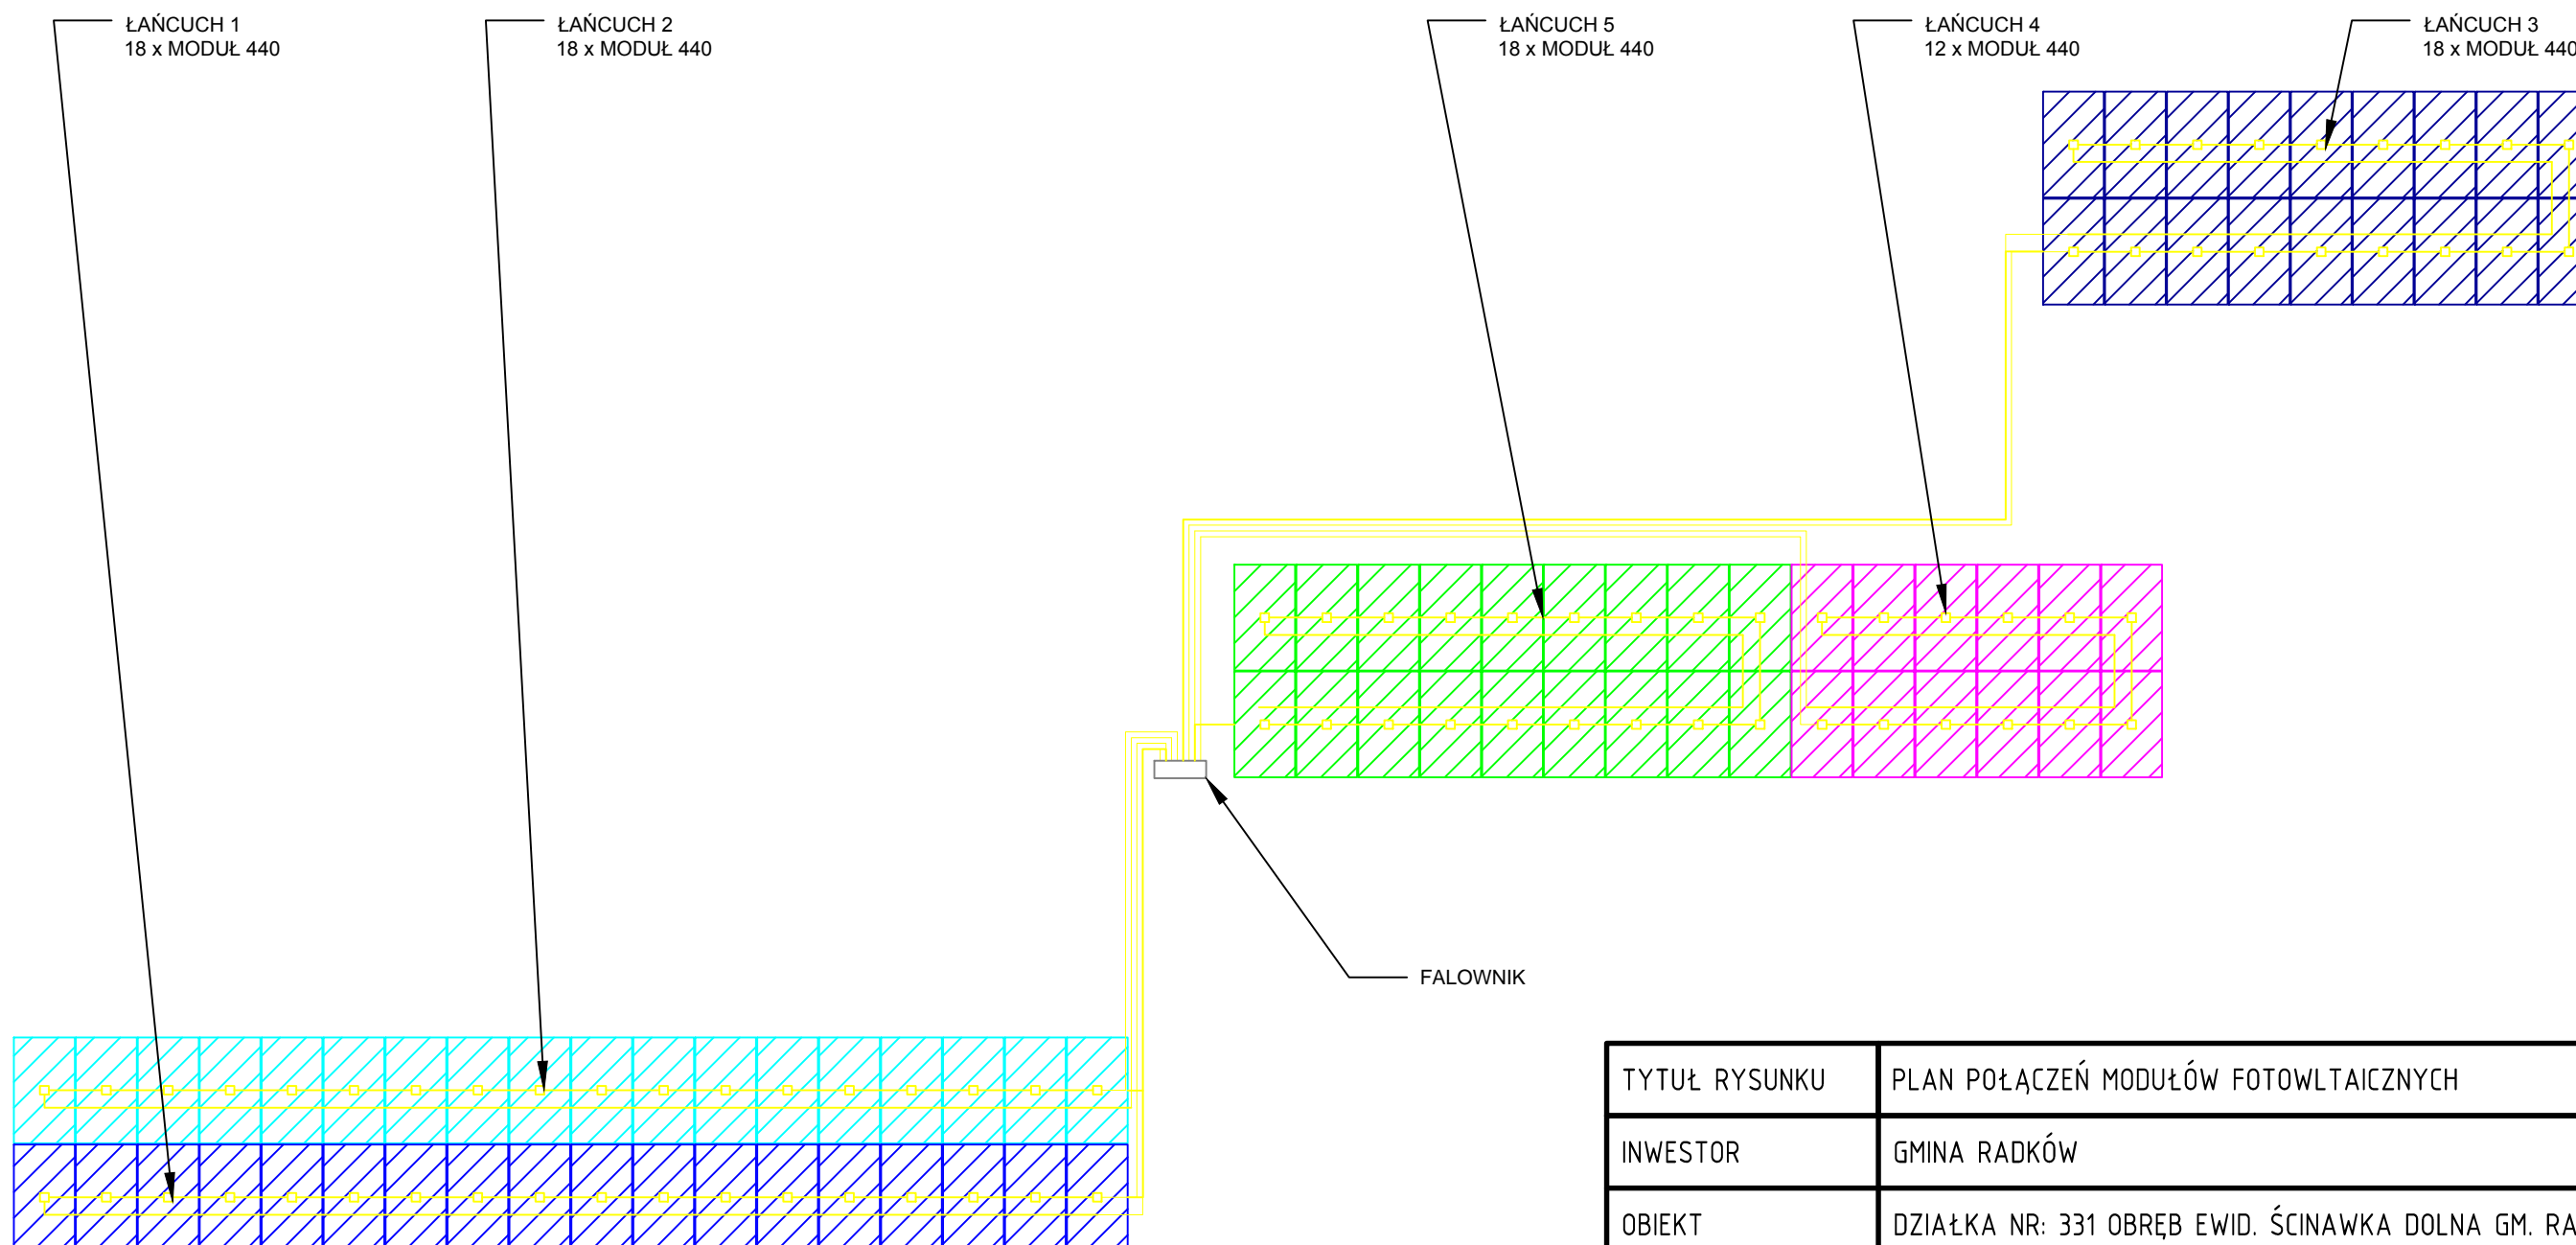 ŁAŃCUCH 1
18 x MODUŁ 440
ŁAŃCUCH 2
18 x MODUŁ 440
ŁAŃCUCH 5
18 x MODUŁ 440
ŁAŃCUCH 4
12 x MODUŁ 440
ŁAŃCUCH 3
18 x MODUŁ 440
FALOWNIK
TYTUŁ RYSUNKU
PLAN POŁĄCZEŃ MODUŁÓW FOTOWLTAICZNYCH
INWESTOR
GMINA RADKÓW
OBIEKT
DZIAŁKA NR: 331 OBRĘB EWID. ŚCINAWKA DOLNA GM. RA